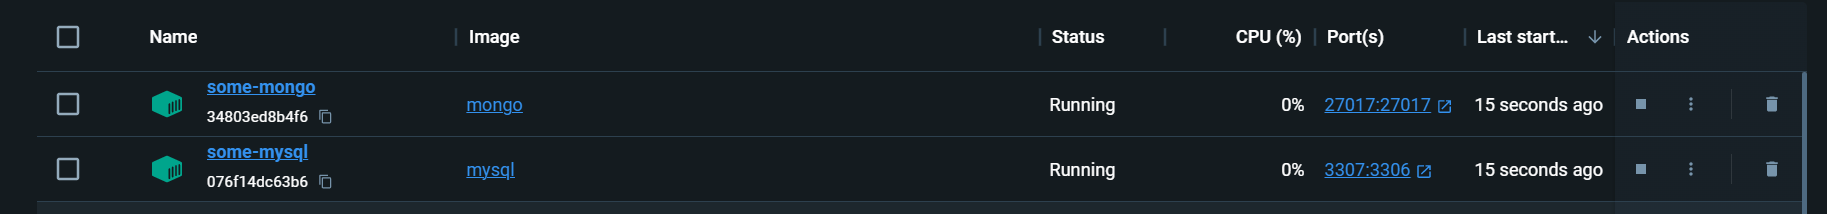 Name Image Status CPU (%) Port(s) Last start... Actions
some-mongo
34803ed8b4f6
mongo Running 0% 27017:27017 15 seconds ago
some-mysql
076f14dc63b6
mysql Running 0% 3307:3306 15 seconds ago